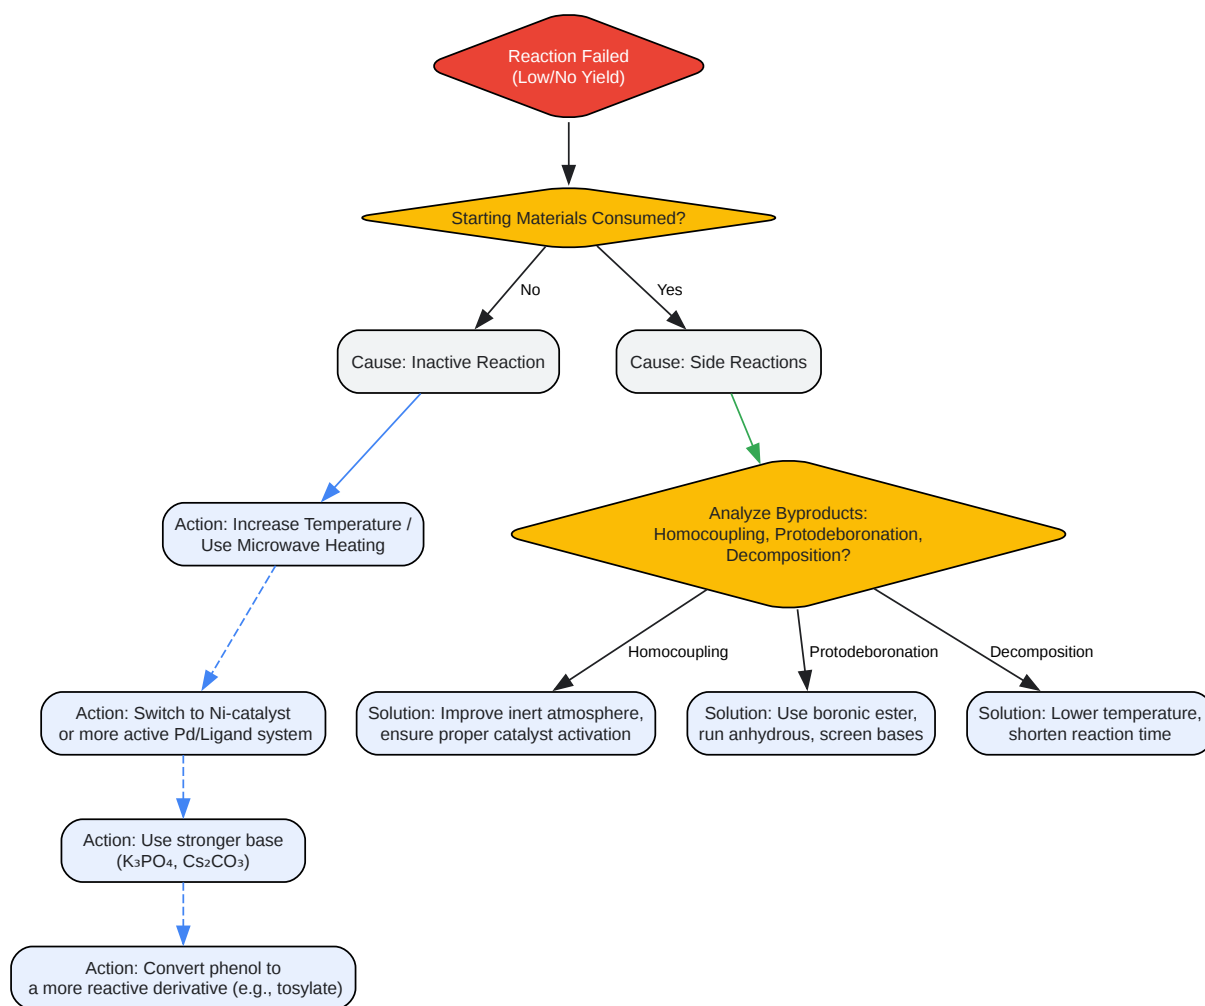 Reaction Failed
(Low/No Yield)
Starting Materials Consumed?
No
Yes
Cause: Inactive Reaction
Cause: Side Reactions
Action: Increase Temperature /
Use Microwave Heating
Analyze Byproducts:
Homocoupling, Protodeboronation,
Decomposition?
Homocoupling
Protodeboronation
Decomposition
Action: Switch to Ni-catalyst
or more active Pd/Ligand system
Solution: Improve inert atmosphere,
ensure proper catalyst activation
Solution: Use boronic ester,
run anhydrous, screen bases
Solution: Lower temperature,
shorten reaction time
Action: Use stronger base
(K₃PO₄, Cs₂CO₃)
Action: Convert phenol to
a more reactive derivative (e.g., tosylate)